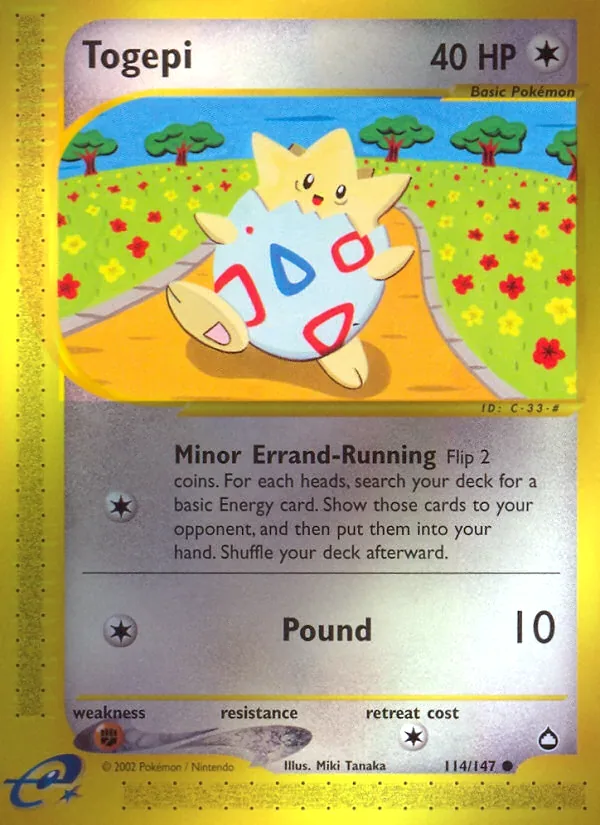 Togepi 40 HP
Basic Pokémon
ID: C-33-#
Minor Errand-Running Flip 2
coins. For each heads, search your deck for a
basic Energy card. Show those cards to your
opponent, and then put them into your
hand. Shuffle your deck afterward.
Pound 10
weakness resistance retreat cost
© 2002 Pokémon / Nintendo Illus. Miki Tanaka 114/147
e